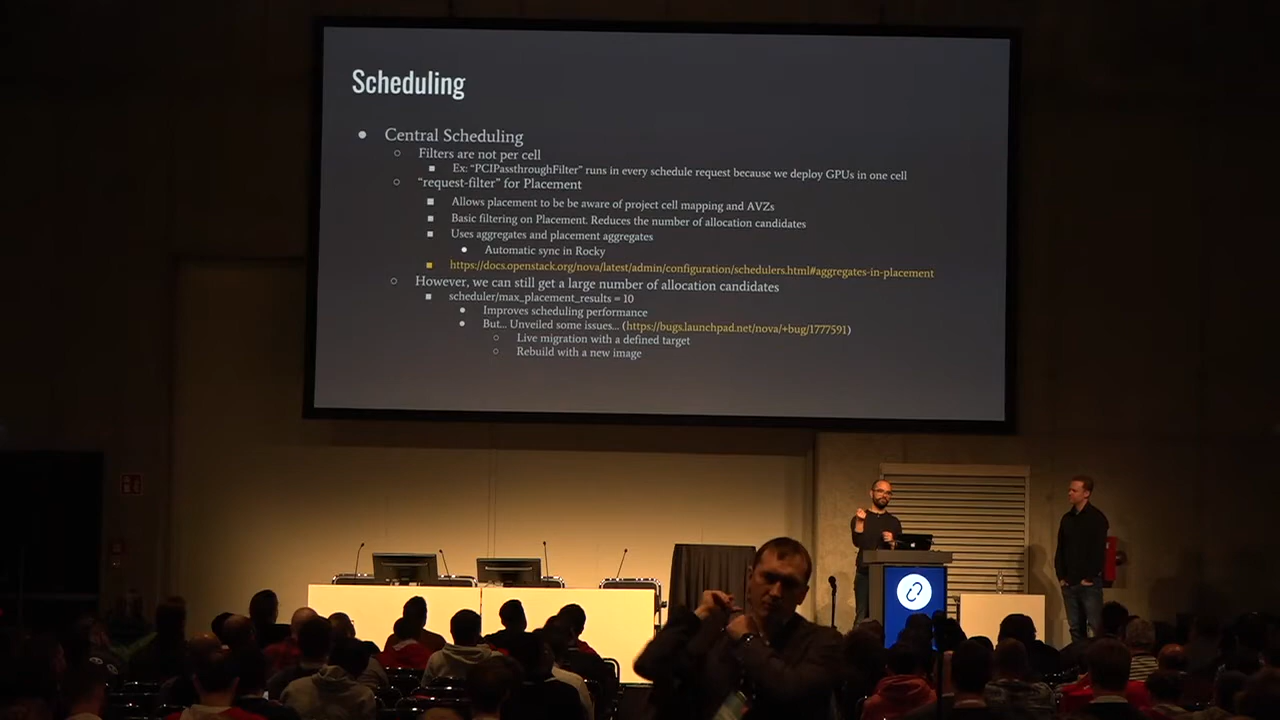 Scheduling
● Central Scheduling
○ Filters are not per cell
■ Ex: “PCIPassthroughFilter” runs in every schedule request because we deploy GPUs in one cell
○ “request-filter” for Placement
■ Allows placement to be be aware of project cell mapping and AVZs
■ Basic filtering on Placement. Reduces the number of allocation candidates
■ Uses aggregates and placement aggregates
● Automatic sync in Rocky
■ https://docs.openstack.org/nova/latest/admin/configuration/schedulers.html#aggregates-in-placement
○ However, we can still get a large number of allocation candidates
■ scheduler/max_placement_results = 10
● Improves scheduling performance
● But... Unveiled some issues... (https://bugs.launchpad.net/nova/+bug/1777591)
○ Live migration with a defined target
○ Rebuild with a new image